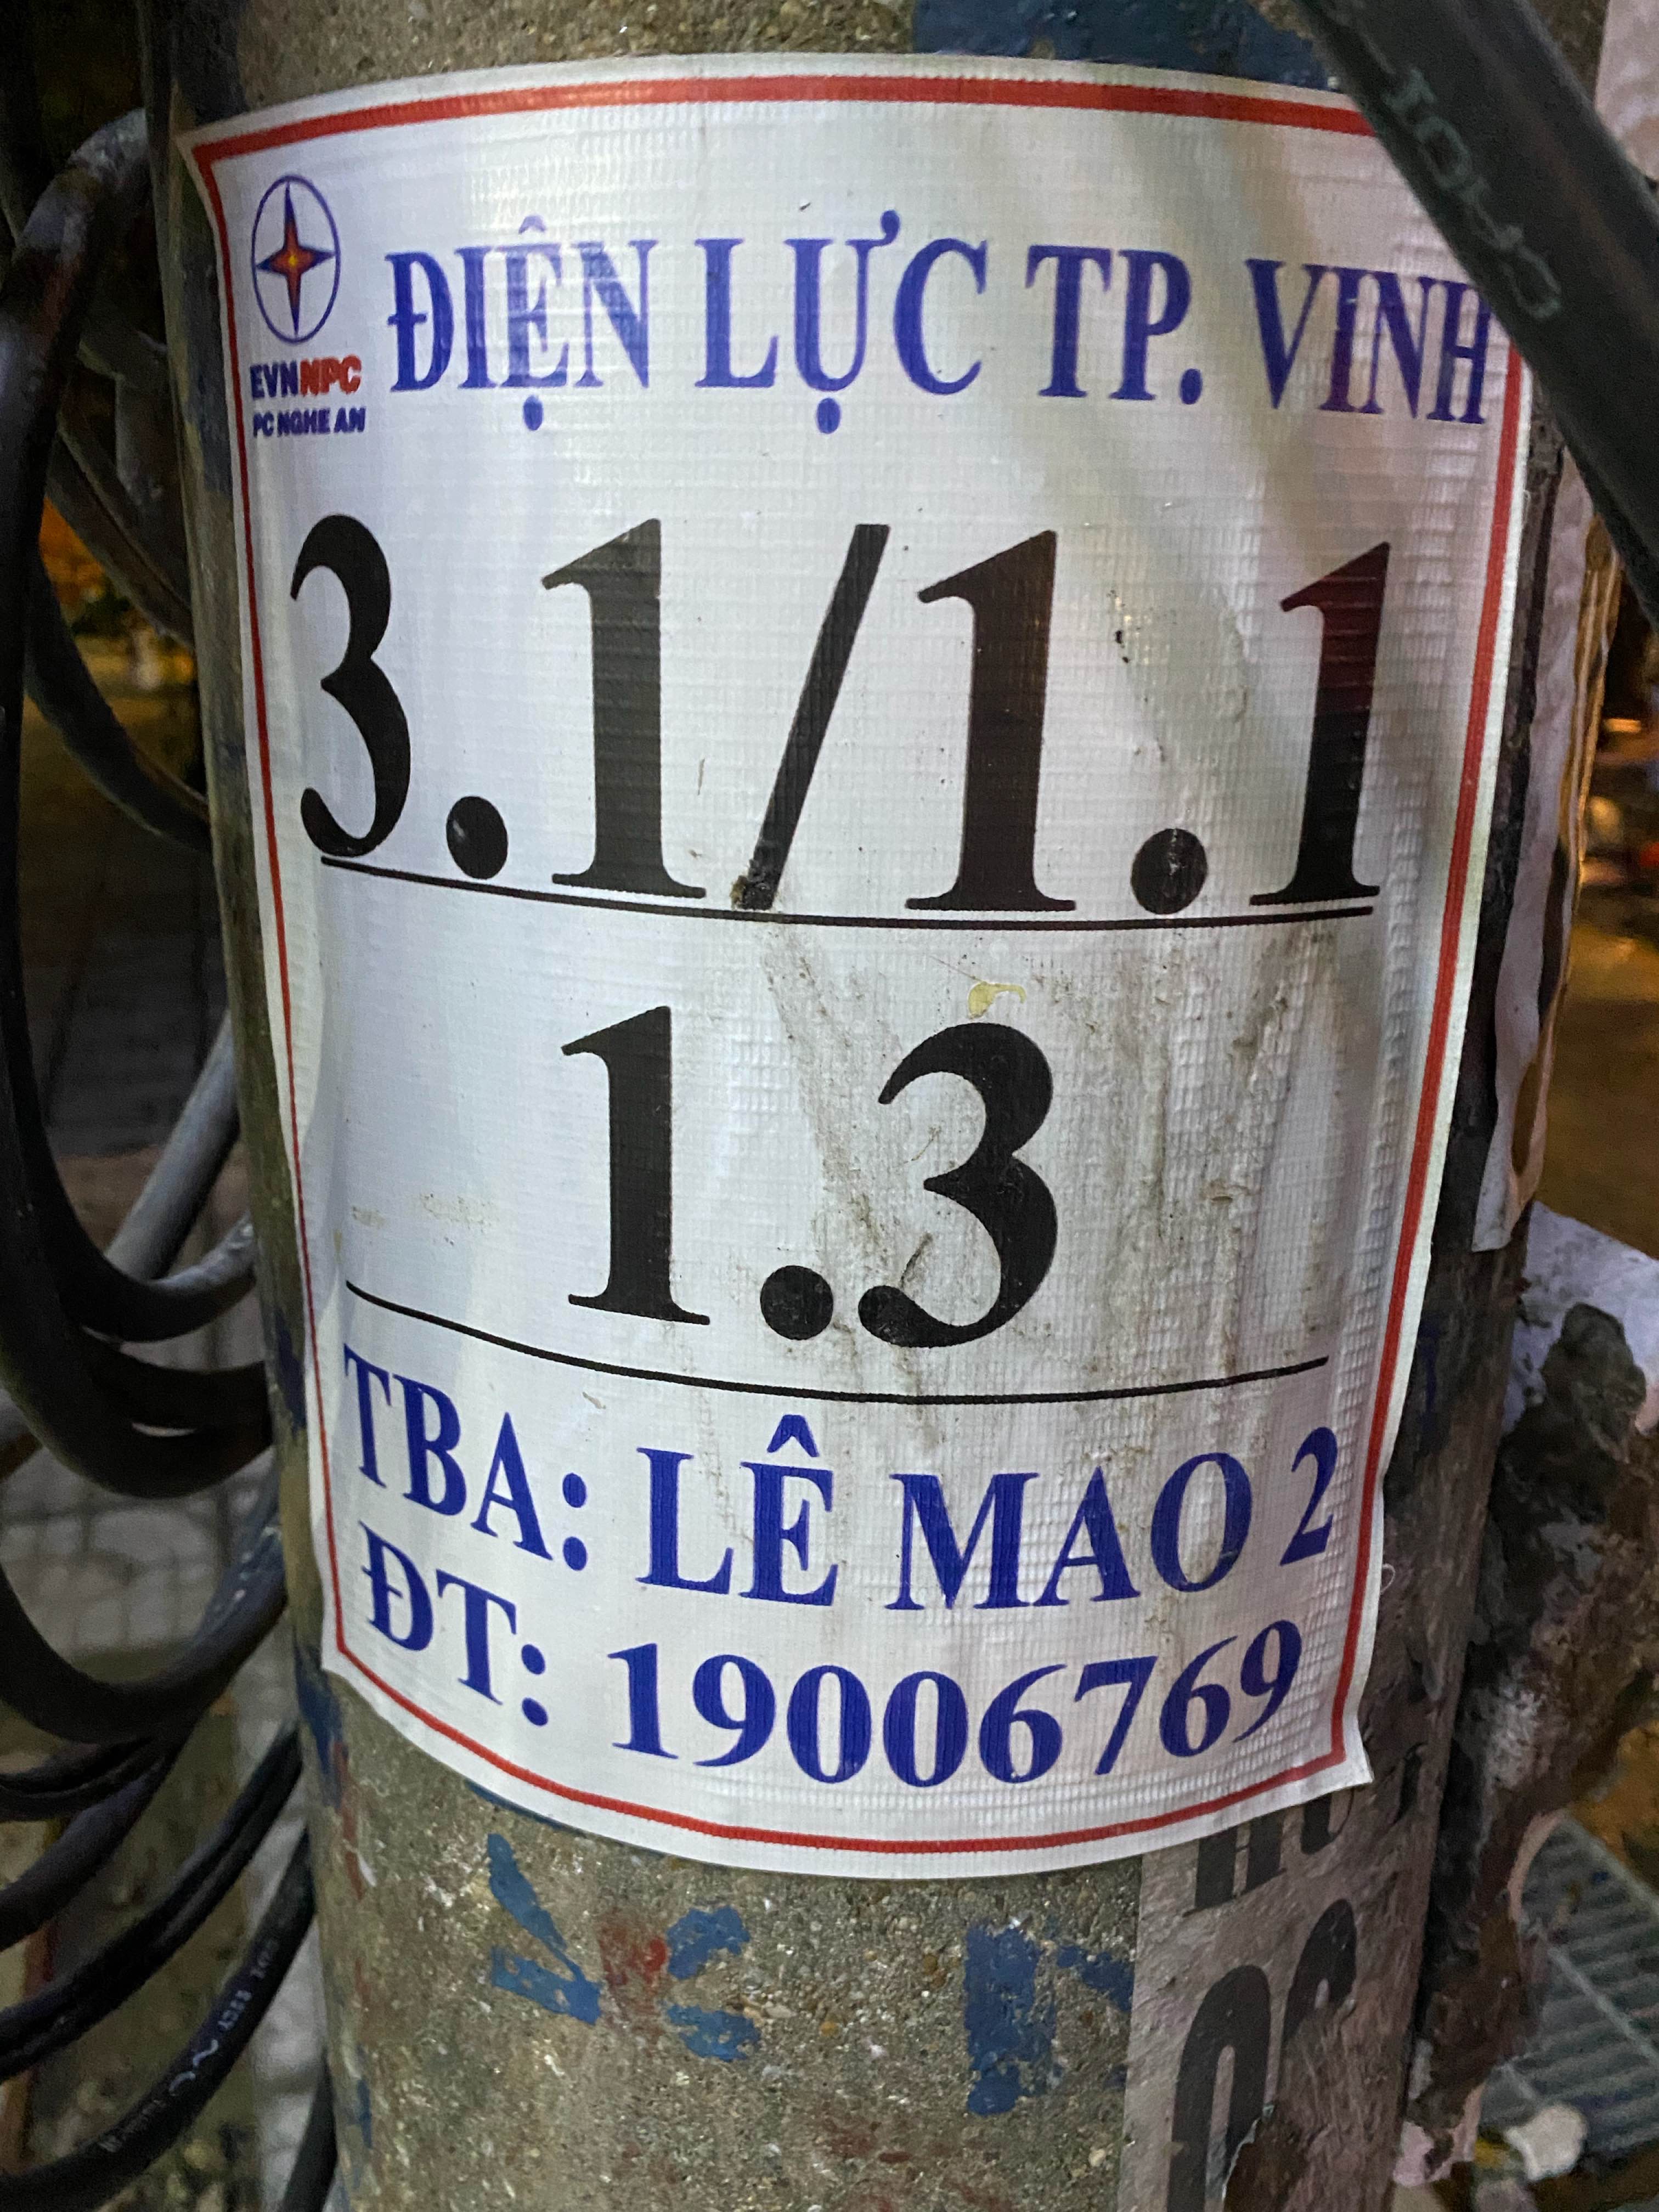 EVNNPC
PC NGHE AN
ĐIỆN LỰC TP. VINH
3.1/1.1
1.3
TBA: LÊ MAO 2
ĐT: 19006769